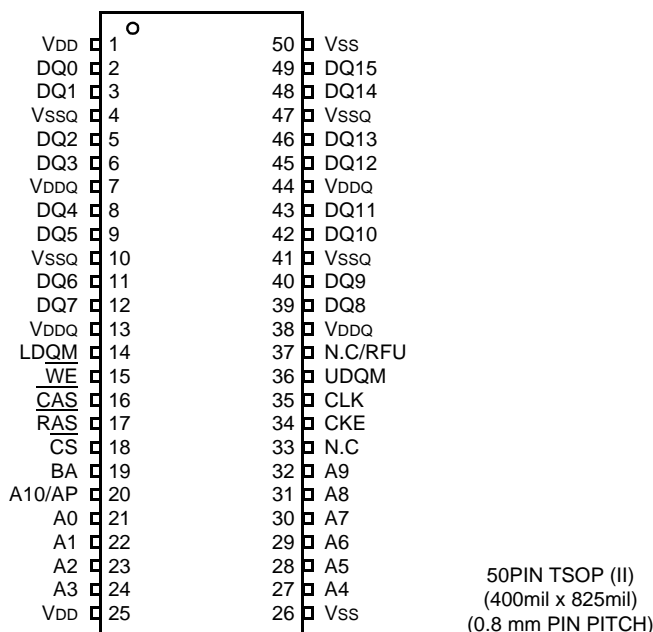 VDD 1 50 VSS
DQ0 2 49 DQ15
DQ1 3 48 DQ14
VSSQ 4 47 VSSQ
DQ2 5 46 DQ13
DQ3 6 45 DQ12
VDDQ 7 44 VDDQ
DQ4 8 43 DQ11
DQ5 9 42 DQ10
VSSQ 10 41 VSSQ
DQ6 11 40 DQ9
DQ7 12 39 DQ8
VDDQ 13 38 VDDQ
LDQM 14 37 N.C/RFU
W̅E̅ 15 36 UDQM
C̅A̅S̅ 16 35 CLK
R̅A̅S̅ 17 34 CKE
C̅S̅ 18 33 N.C
BA 19 32 A9
A10/AP 20 31 A8
A0 21 30 A7
A1 22 29 A6
A2 23 28 A5
A3 24 27 A4
VDD 25 26 VSS
50PIN TSOP (II)
(400mil x 825mil)
(0.8 mm PIN PITCH)